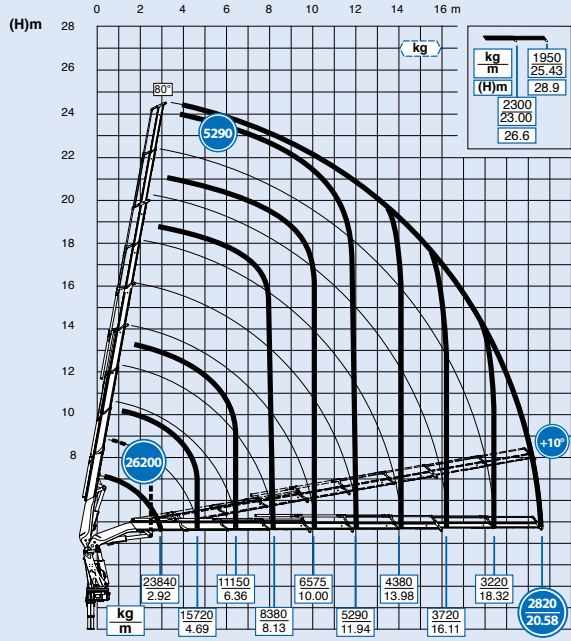 (H)m
0 2 4 6 8 10 12 14 16 m
28
26
24
22
20
18
16
14
12
10
8
80°
kg
5290
26200
+10°
kg 1950
m 25.43
(H)m 28.9
2300
23.00
26.6
23840 11150 6575 4380 3220
2.92 6.36 10.00 13.98 18.32
kg 15720 8380 5290 3720 2820
m 4.69 8.13 11.94 16.11 20.58